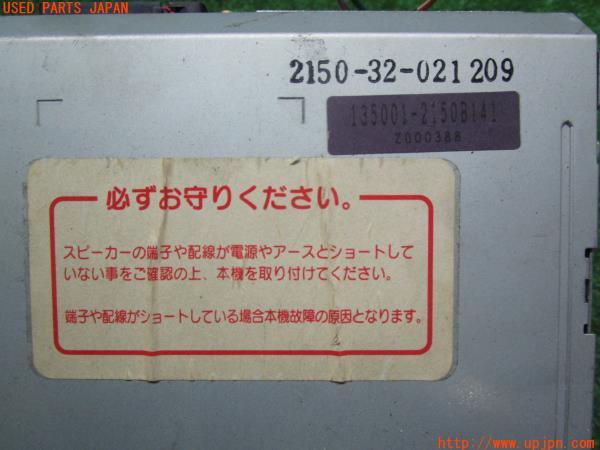 USED PARTS JAPAN
2150-32-021209
135001-2150B141
Z000388
必ずお守りください。
スピーカーの端子や配線が電源やアースとショートして
いない事をご確認の上、本機を取り付けてください。
端子や配線がショートしている場合本機故障の原因となります。
http://www.upjpn.com/